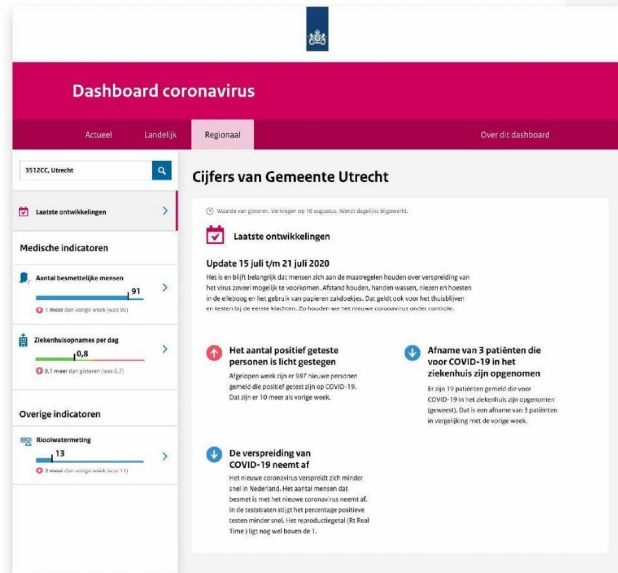 Dashboard coronavirus
Actueel
Landelijk
Regionaal
Over dit dashboard
3512CC, Utrecht
Laatste ontwikkelingen
Medische indicatoren
Aantal besmettelijke mensen
91
1 meer dan vorige week (was 90)
Ziekenhuisopnames per dag
0,8
0,1 meer dan gisteren (was 0,7)
Overige indicatoren
Rioolwatermeting
13
2 meer dan vorige week (was 11)
Cijfers van Gemeente Utrecht
Waarde van gisteren. Verkregen op 10 augustus. Wordt dagelijks bijgewerkt.
Laatste ontwikkelingen
Update 15 juli t/m 21 juli 2020
Het is en blijft belangrijk dat mensen zich aan de maatregelen houden over verspreiding van
het virus zoveel mogelijk te voorkomen. Afstand houden, handen wassen, niezen en hoesten
in de elleboog en het gebruik van papieren zakdoekjes. Dat geldt ook voor het thuisblijven
en testen bij de eerste klachten. Zo houden we het nieuwe coronavirus onder controle.
Het aantal positief geteste
personen is licht gestegen
Afgelopen week zijn er 987 nieuwe personen
gemeld die positief getest zijn op COVID-19.
Dat zijn er 10 meer als vorige week.
Afname van 3 patiënten die
voor COVID-19 in het
ziekenhuis zijn opgenomen
Er zijn 19 patiënten gemeld die voor
COVID-19 in het ziekenhuis zijn opgenomen
(geweest). Dat is een afname van 3 patiënten
in vergelijking met de vorige week.
De verspreiding van
COVID-19 neemt af
Het nieuwe coronavirus verspreidt zich minder
snel in Nederland. Het aantal mensen dat
besmet is met het nieuwe coronavirus neemt af.
In de teststraten stijgt het percentage positieve
testen minder snel. Het reproductiegetal (Rt Real
Time) ligt nog wel boven de 1.